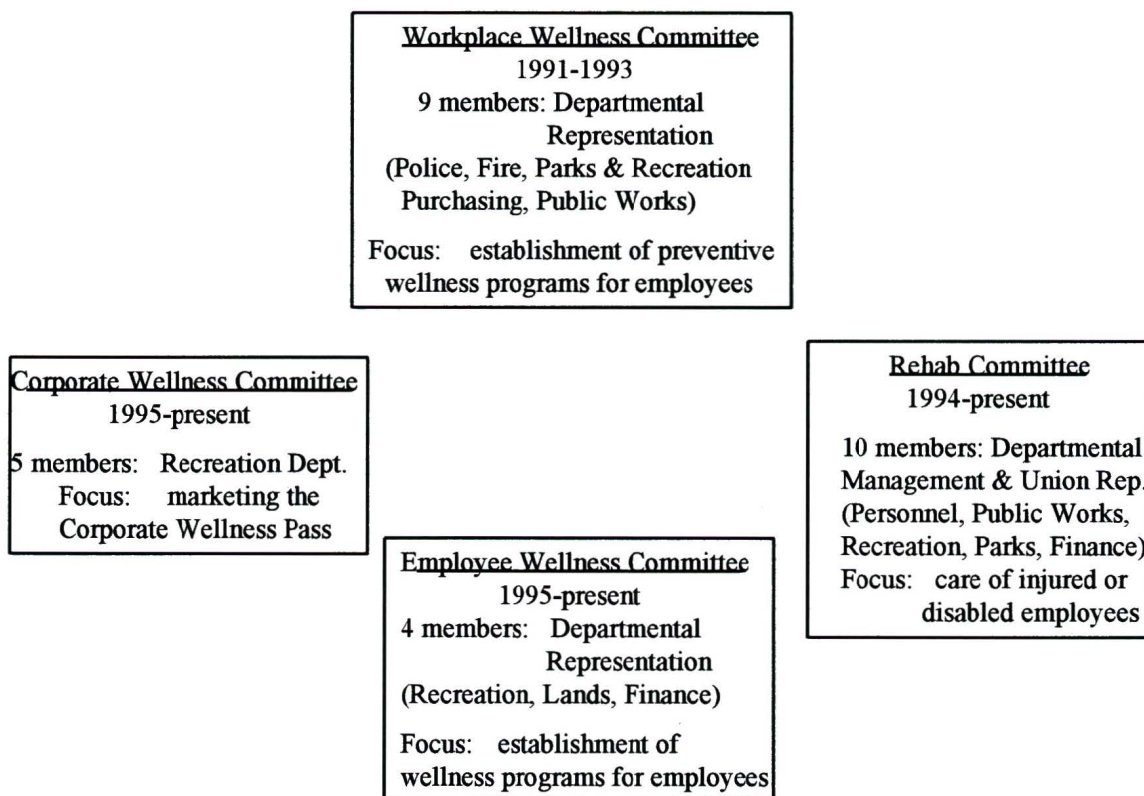 Workplace Wellness Committee
1991-1993
9 members: Departmental
Representation
(Police, Fire, Parks & Recreation
Purchasing, Public Works)
Focus: establishment of preventive
wellness programs for employees
Corporate Wellness Committee
1995-present
5 members: Recreation Dept.
Focus: marketing the
Corporate Wellness Pass
Rehab Committee
1994-present
10 members: Departmental
Management & Union Rep.
(Personnel, Public Works,
Recreation, Parks, Finance)
Focus: care of injured or
disabled employees
Employee Wellness Committee
1995-present
4 members: Departmental
Representation
(Recreation, Lands, Finance)
Focus: establishment of
wellness programs for employees